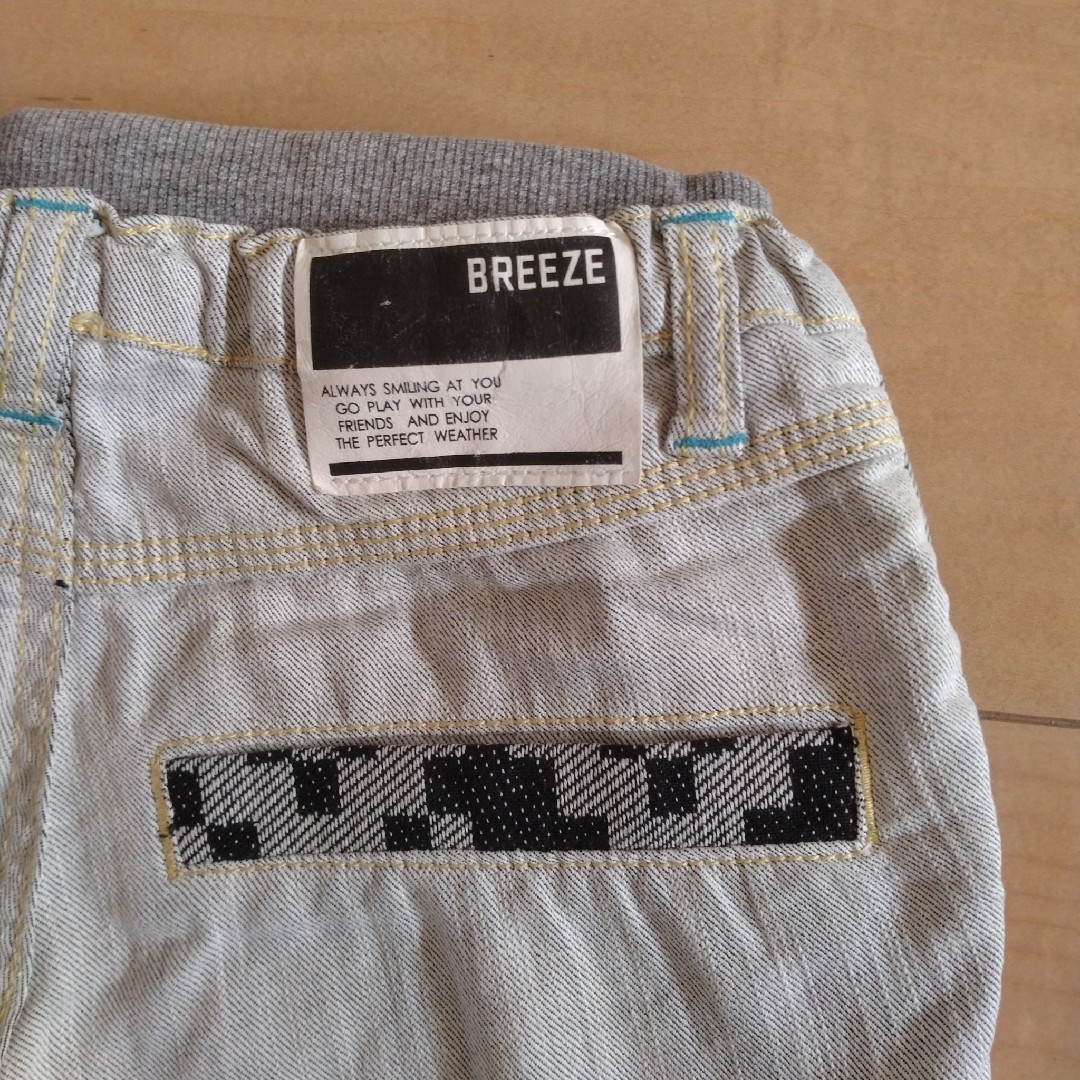 BREEZE
ALWAYS SMILING AT YOU
GO PLAY WITH YOUR
FRIENDS AND ENJOY
THE PERFECT WEATHER